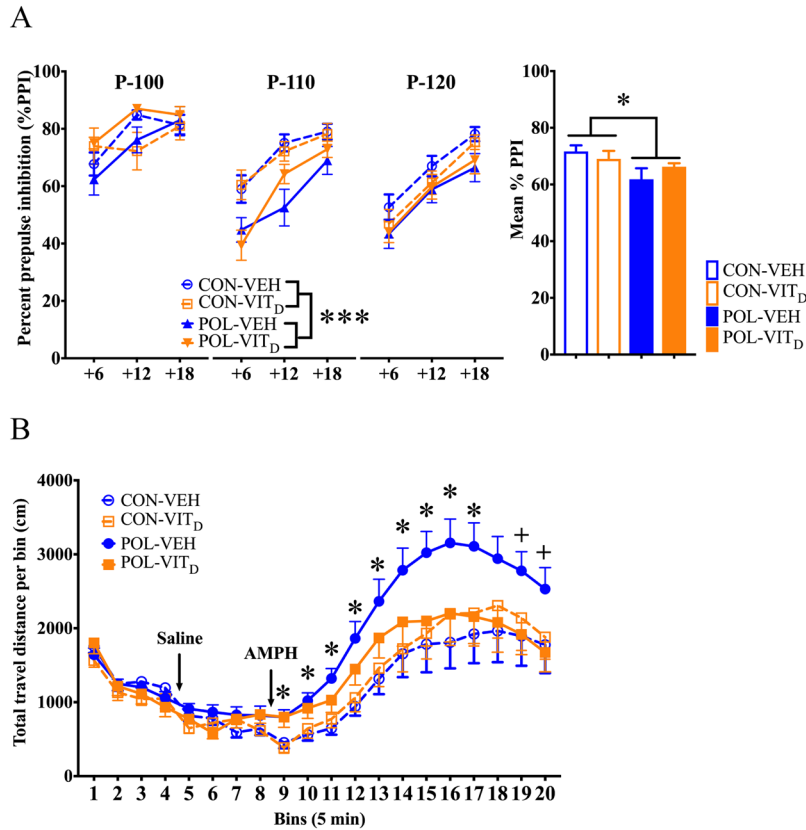 A
P-100 P-110 P-120
Percent prepulse inhibition (%PPI)
100
80
60
40
20
0
+6 +12 +18 +6 +12 +18 +6 +12 +18
CON-VEH
CON-VITD
POL-VEH
POL-VITD
***
Mean % PPI
100
80
60
40
20
0
*
CON-VEH
CON-VITD
POL-VEH
POL-VITD
B
Total travel distance per bin (cm)
4000
3000
2000
1000
0
CON-VEH
CON-VITD
POL-VEH
POL-VITD
Saline
AMPH
* * * * * * * * * + +
1 2 3 4 5 6 7 8 9 10 11 12 13 14 15 16 17 18 19 20
Bins (5 min)